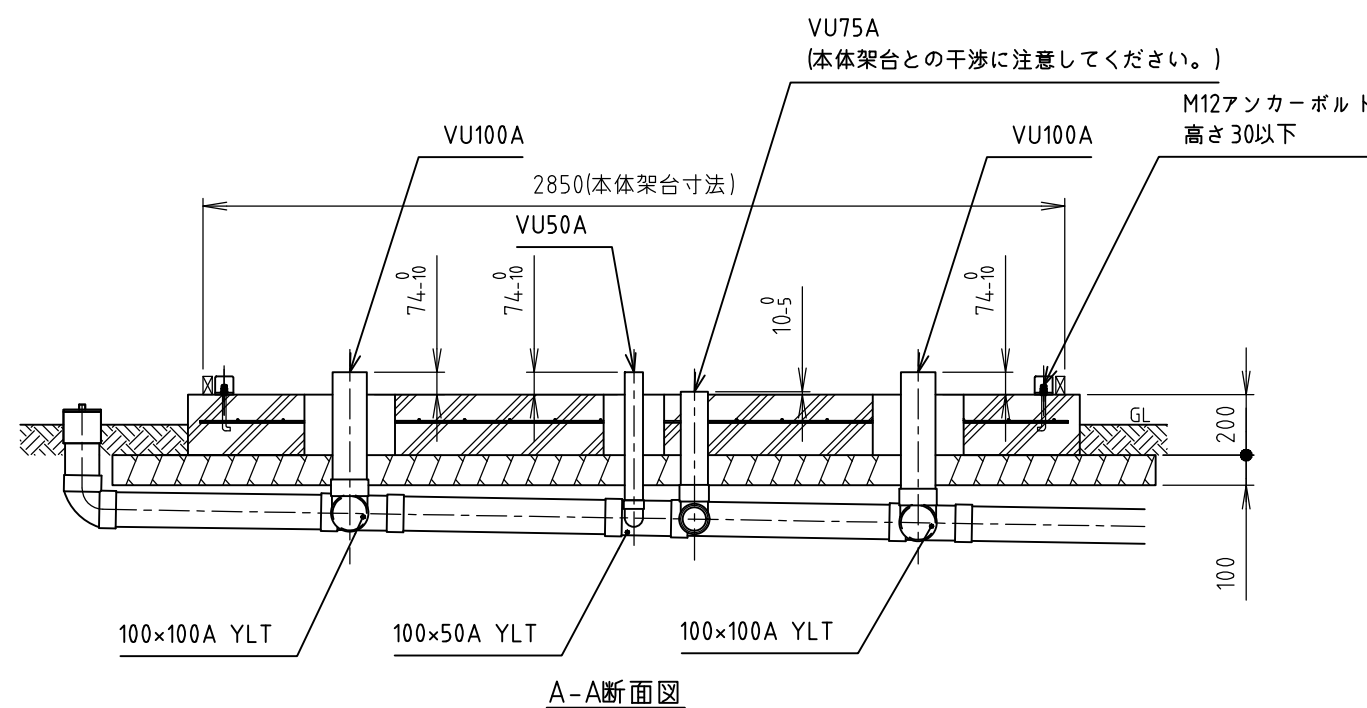 VU75A
(本体架台との干渉に注意してください。)
M12アンカーボルト
高さ30以下
VU100A
VU100A
2850(本体架台寸法)
VU50A
74 0 -10
74 0 -10
10 0 -5
74 0 -10
GL
200
100
100×100A YLT
100×50A YLT
100×100A YLT
A-A断面図